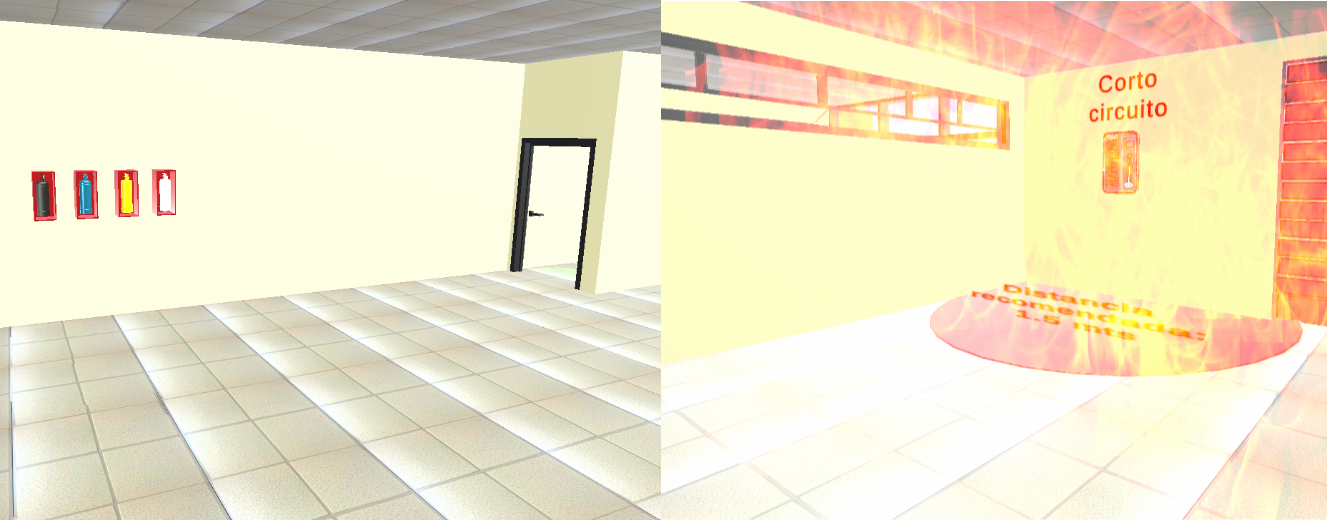 Corto
circuito
Distancia
recomendada:
1.5 mts